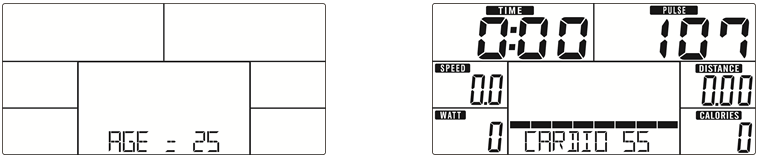 AGE = 25
TIME
0:00
PULSE
107
SPEED
0.0
DISTANCE
0.00
WATT
0
CARDIO 55
CALORIES
0